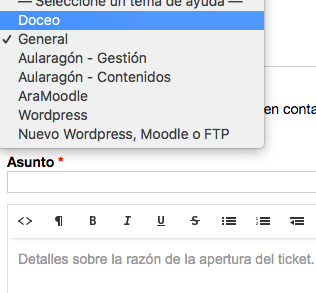 — Seleccione un tema de ayuda —
Doceo
✓ General
Aularagón - Gestión
Aularagón - Contenidos
AraMoodle
en conta
Wordpress
Nuevo Wordpress, Moodle o FTP
Asunto *
<> ¶ B I U S
Detalles sobre la razón de la apertura del ticket.